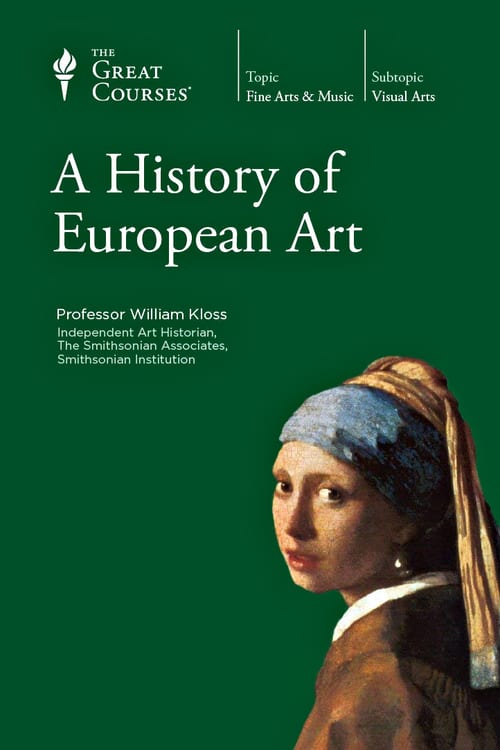 THE
GREAT
COURSES®
Topic
Fine Arts & Music
Subtopic
Visual Arts
A History of
European Art
Professor William Kloss
Independent Art Historian,
The Smithsonian Associates,
Smithsonian Institution